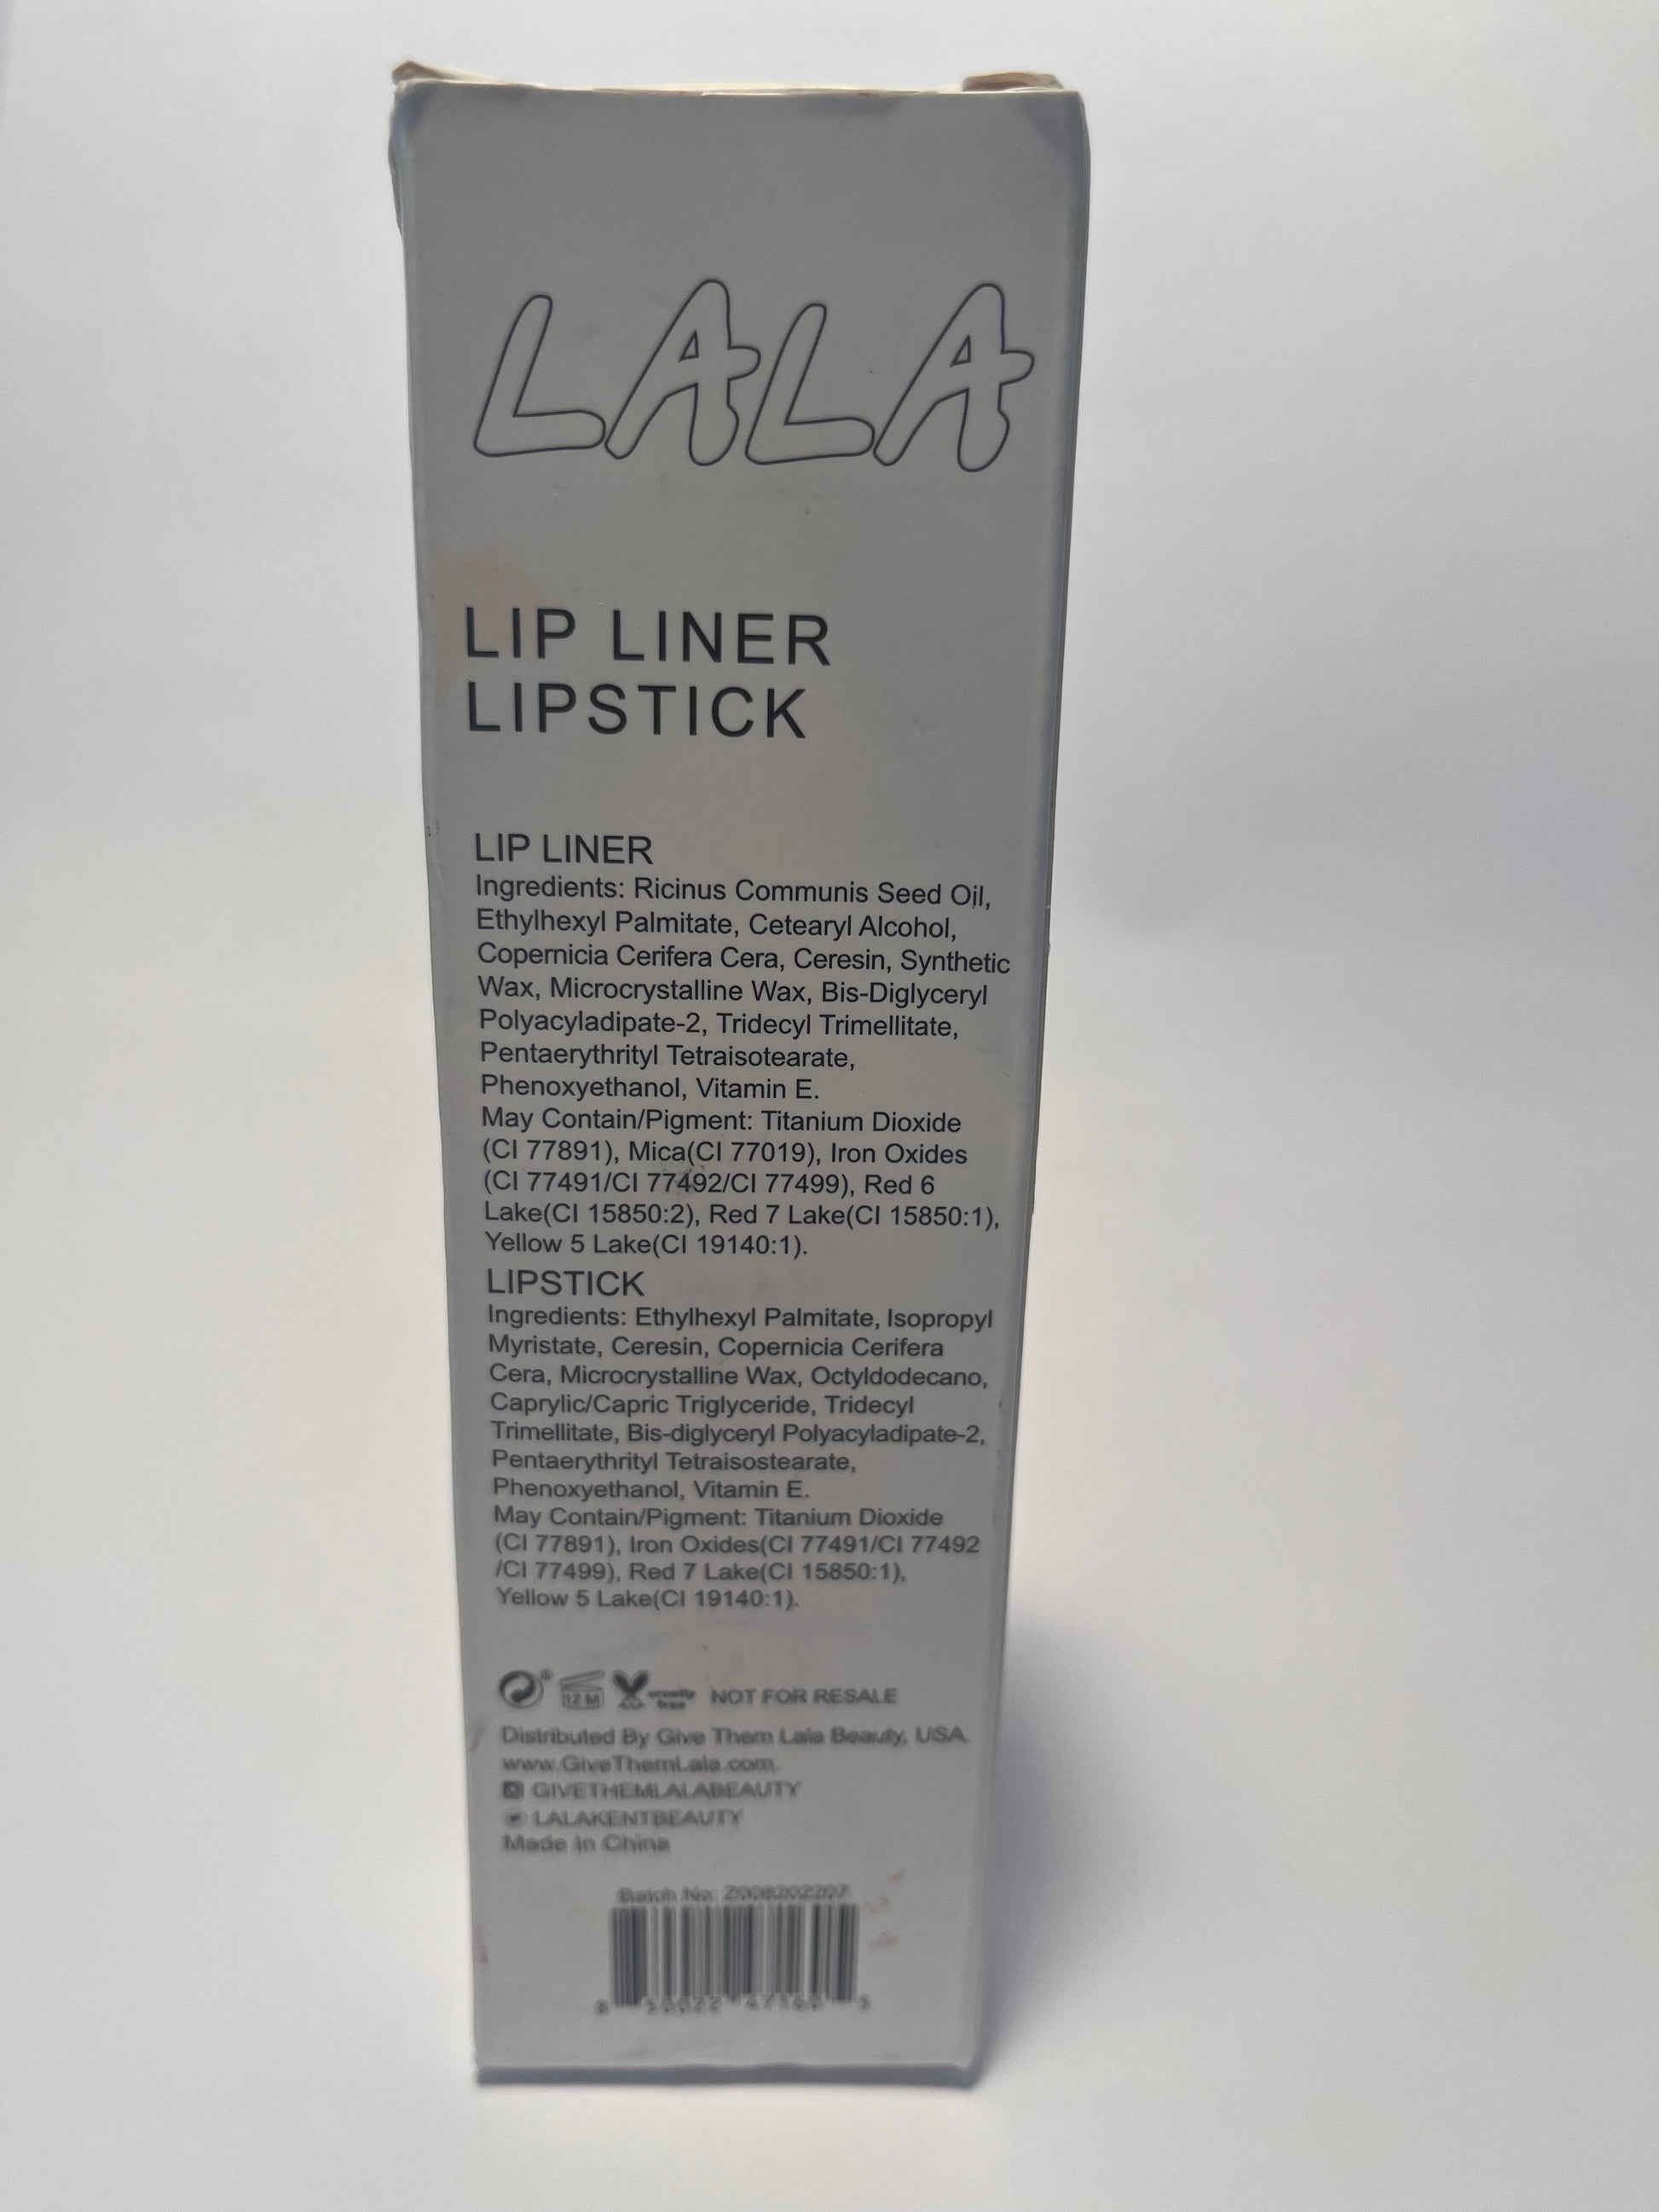 LALA
LIP LINER
LIPSTICK
LIP LINER
Ingredients: Ricinus Communis Seed Oil,
Ethylhexyl Palmitate, Cetearyl Alcohol,
Copernicia Cerifera Cera, Ceresin, Synthetic
Wax, Microcrystalline Wax, Bis-Diglyceryl
Polyacyladipate-2, Tridecyl Trimellitate,
Pentaerythrityl Tetraisotearate,
Phenoxyethanol, Vitamin E.
May Contain/Pigment: Titanium Dioxide
(CI 77891), Mica(CI 77019), Iron Oxides
(CI 77491/CI 77492/CI 77499), Red 6
Lake(CI 15850:2), Red 7 Lake(CI 15850:1),
Yellow 5 Lake(CI 19140:1).
LIPSTICK
Ingredients: Ethylhexyl Palmitate, Isopropyl
Myristate, Ceresin, Copernicia Cerifera
Cera, Microcrystalline Wax, Octyldodecano,
Caprylic/Capric Triglyceride, Tridecyl
Trimellitate, Bis-diglyceryl Polyacyladipate-2,
Pentaerythrityl Tetraisostearate,
Phenoxyethanol, Vitamin E.
May Contain/Pigment: Titanium Dioxide
(CI 77891), Iron Oxides(CI 77491/CI 77492
/CI 77499), Red 7 Lake(CI 15850:1),
Yellow 5 Lake(CI 19140:1).
12 M cruelty free NOT FOR RESALE
Distributed By Give Them Lala Beauty, USA.
www.GiveThemLala.com.
GIVETHEMLALABEAUTY
LALAKENTBEAUTY
Made In China
Batch No: